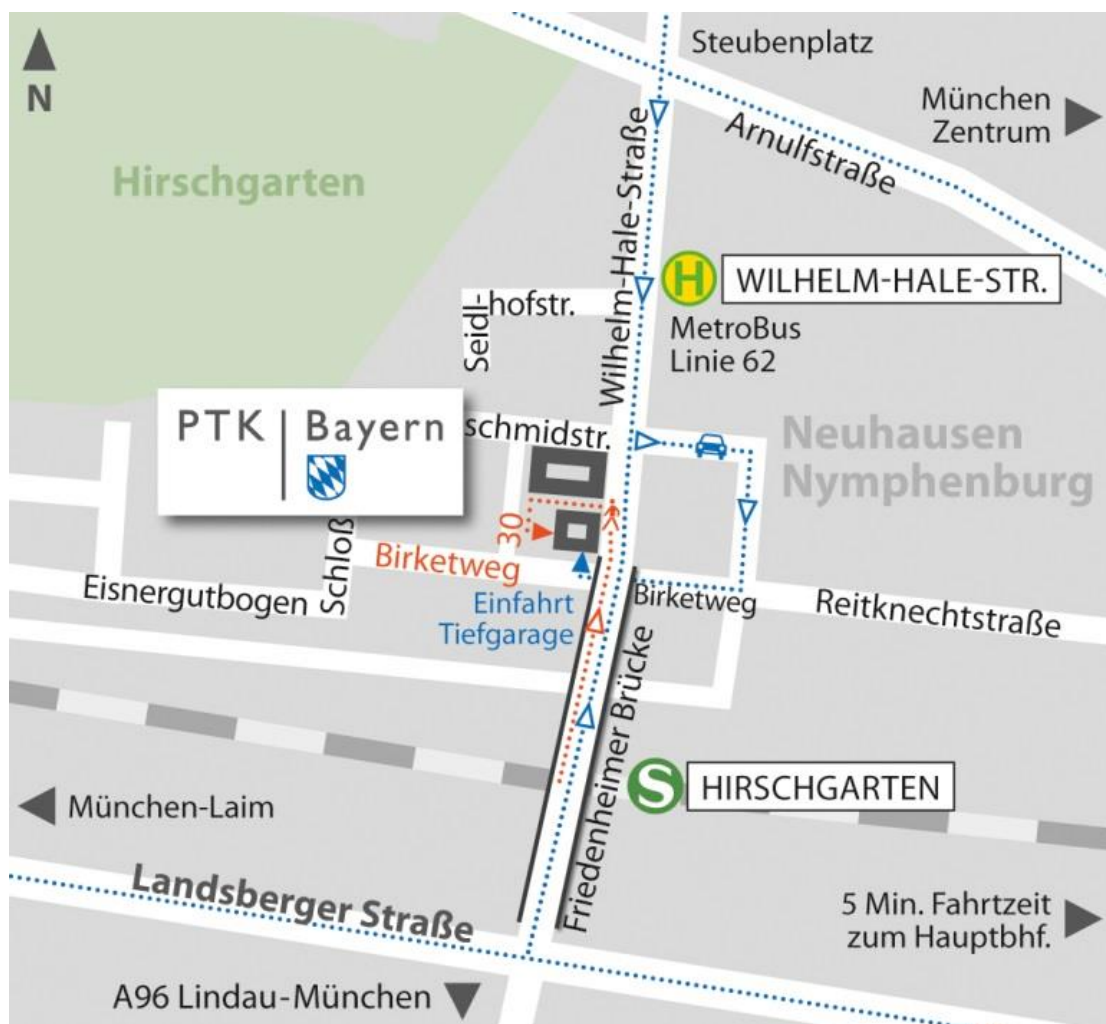 Steubenplatz
N
München
Zentrum
Arnulfstraße
Hirschgarten
Wilhelm-Hale-Straße
H
WILHELM-HALE-STR.
MetroBus
Linie 62
Seidl-
hofstr.
PTK Bayern
schmidstr.
Neuhausen
Nymphenburg
30
Schloß
Birketweg
Eisnergutbogen
Einfahrt
Tiefgarage
Birketweg
Reitknechtstraße
Friedenheimer Brücke
S
HIRSCHGARTEN
München-Laim
Landsberger Straße
5 Min. Fahrtzeit
zum Hauptbhf.
A96 Lindau-München